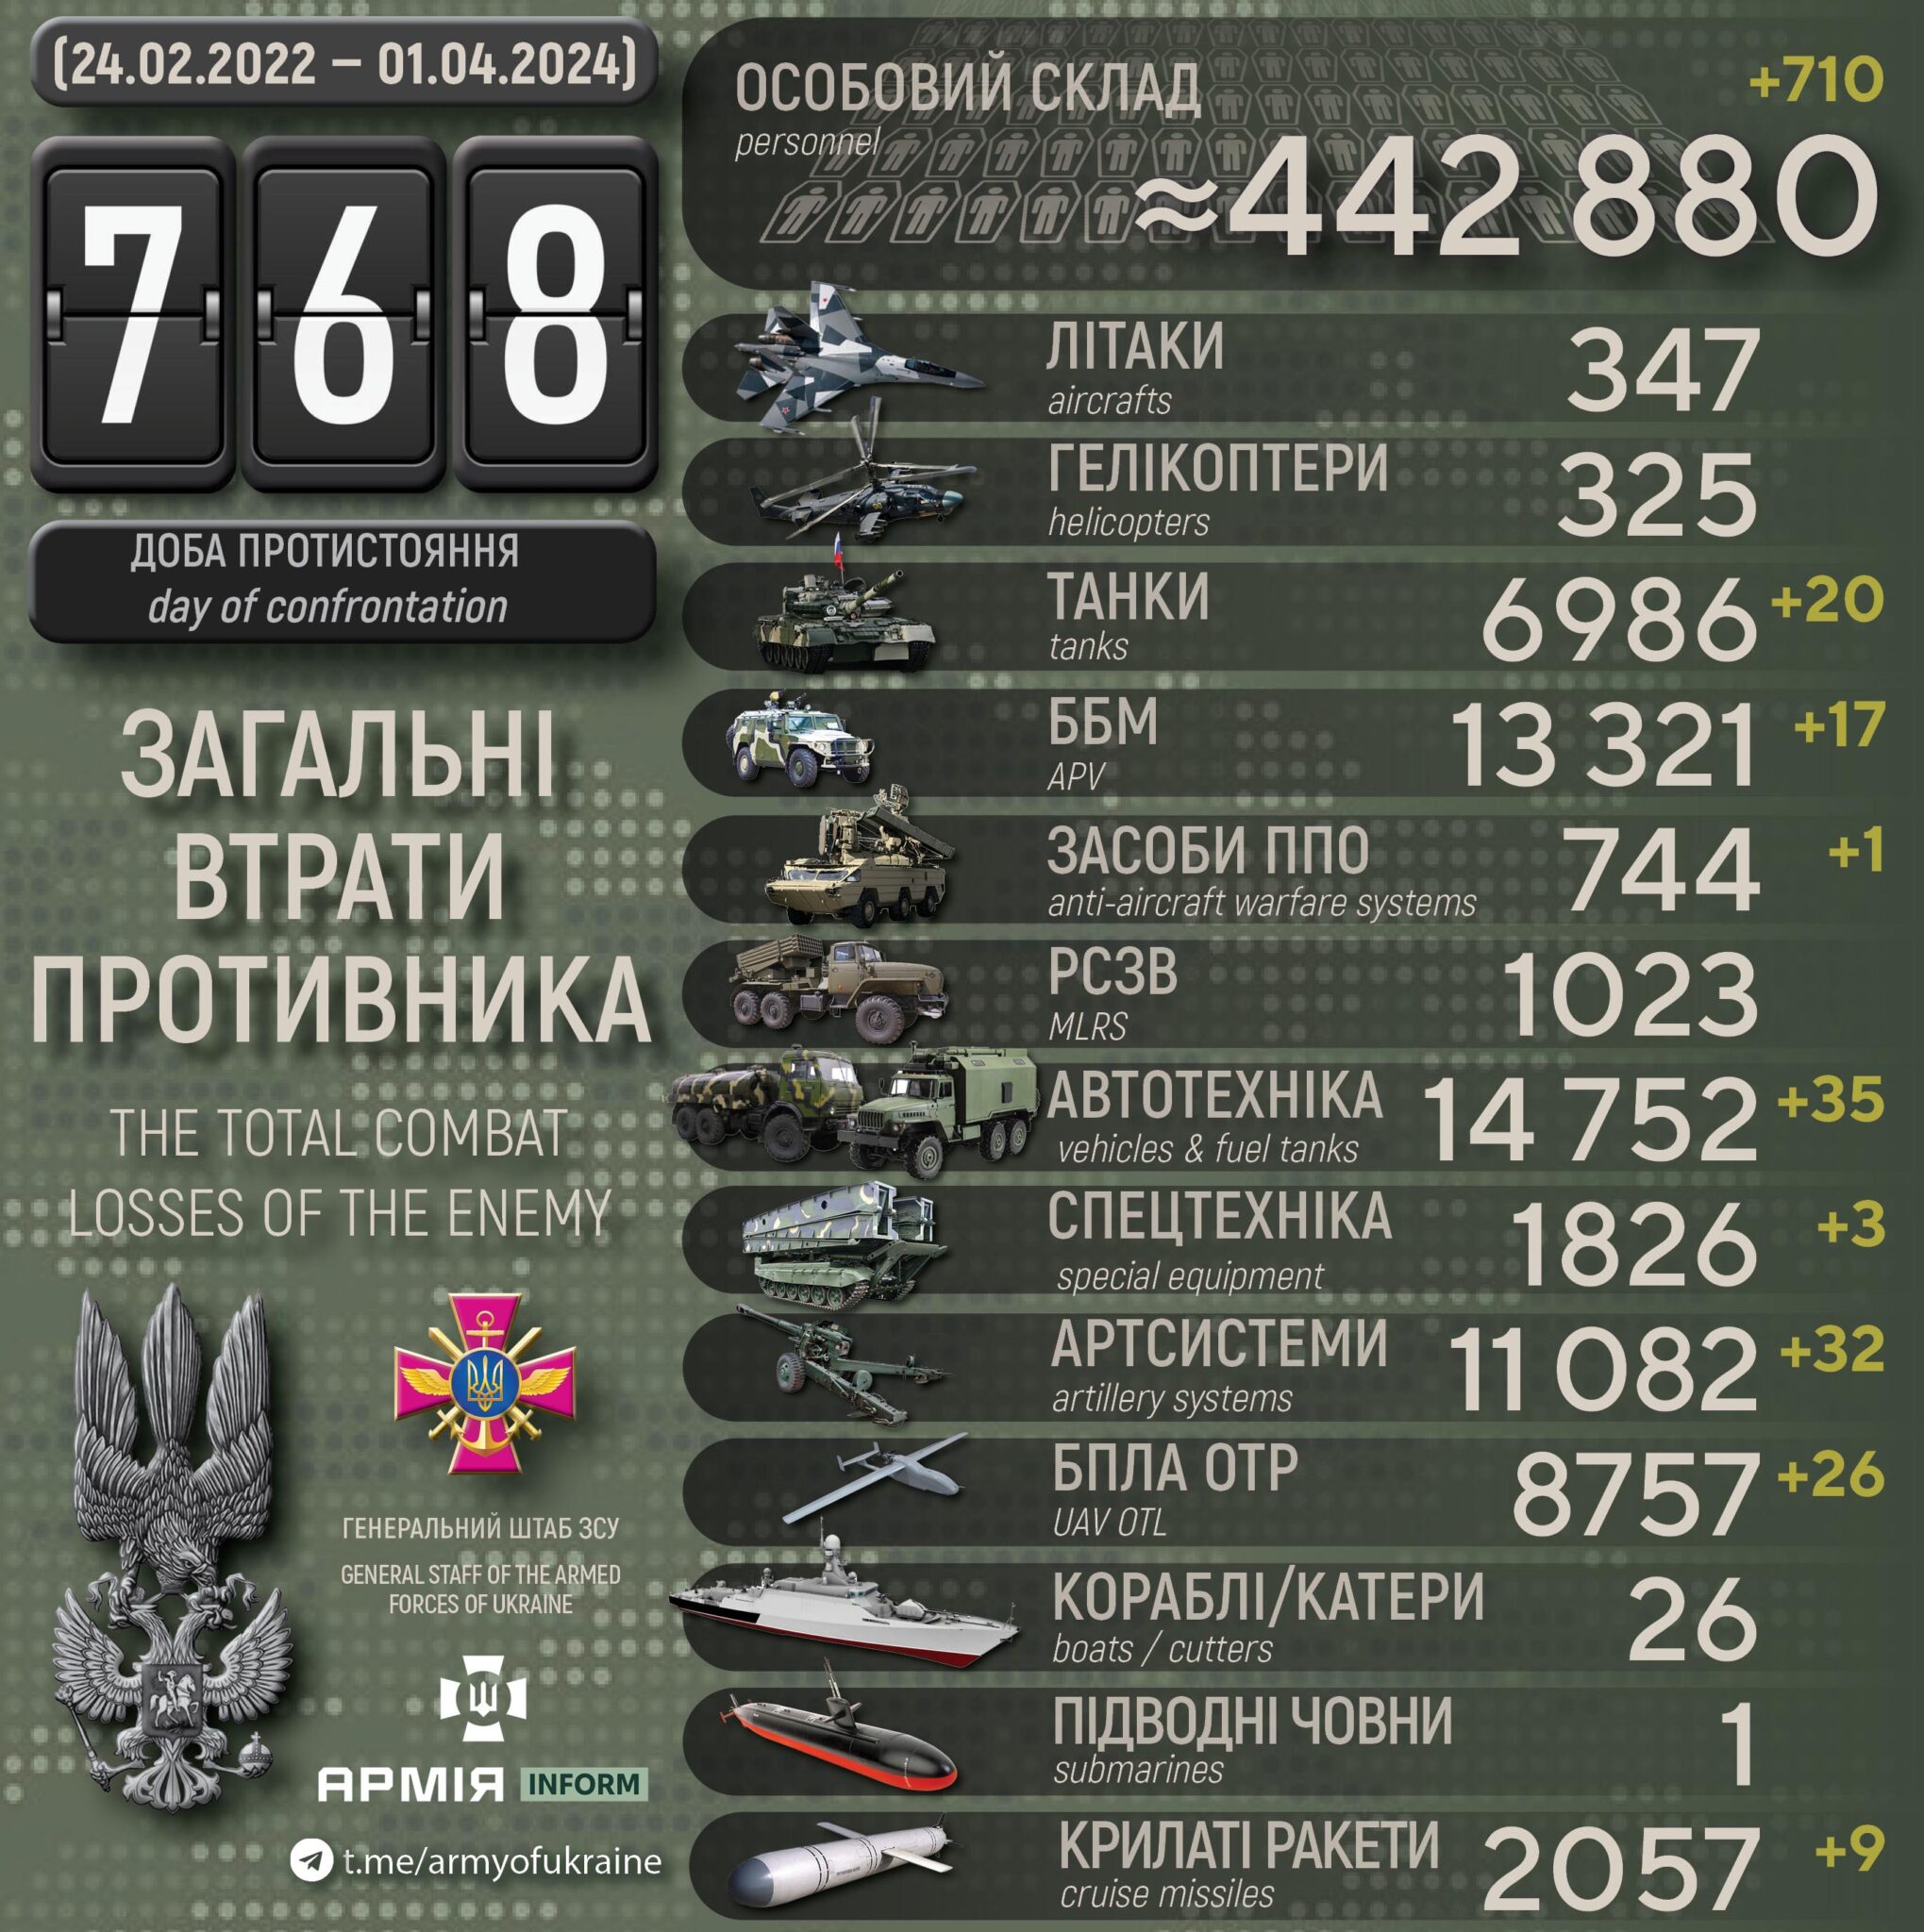 (24.02.2022 – 01.04.2024)
768
ДОБА ПРОТИСТОЯННЯ
day of confrontation
ЗАГАЛЬНІ
ВТРАТИ
ПРОТИВНИКА
THE TOTAL COMBAT
LOSSES OF THE ENEMY
ГЕНЕРАЛЬНИЙ ШТАБ ЗСУ
GENERAL STAFF OF THE ARMED
FORCES OF UKRAINE
АРМІЯ INFORM
t.me/armyofukraine
ОСОБОВИЙ СКЛАД +710
personnel
≈442 880
ЛІТАКИ 347
aircrafts
ГЕЛІКОПТЕРИ 325
helicopters
ТАНКИ 6986 +20
tanks
ББМ 13 321 +17
APV
ЗАСОБИ ППО 744 +1
anti-aircraft warfare systems
РСЗВ 1023
MLRS
АВТОТЕХНІКА 14 752 +35
vehicles & fuel tanks
СПЕЦТЕХНІКА 1826 +3
special equipment
АРТСИСТЕМИ 11 082 +32
artillery systems
БПЛА ОТР 8757 +26
UAV OTL
КОРАБЛІ/КАТЕРИ 26
boats / cutters
ПІДВОДНІ ЧОВНИ 1
submarines
КРИЛАТІ РАКЕТИ 2057 +9
cruise missiles